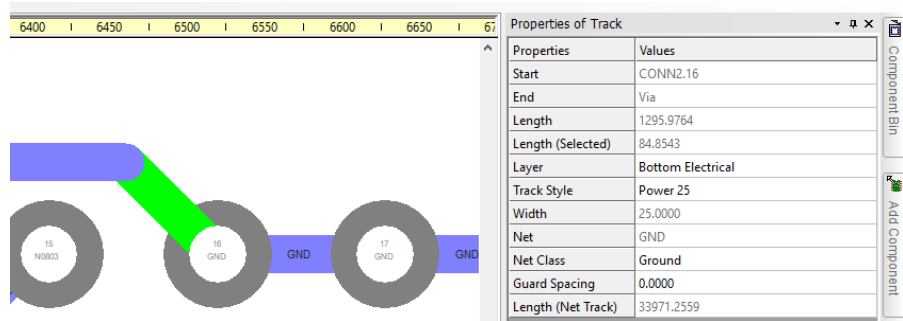 6400 6450 6500 6550 6600 6650 67
Properties of Track
Properties Values
Start CONN2.16
End Via
Length 1295.9764
Length (Selected) 84.8543
Layer Bottom Electrical
Track Style Power 25
Width 25.0000
Net GND
Net Class Ground
Guard Spacing 0.0000
Length (Net Track) 33971.2559
15
N0803
16
GND
GND
17
GND
GND
Component Bin
Add Component